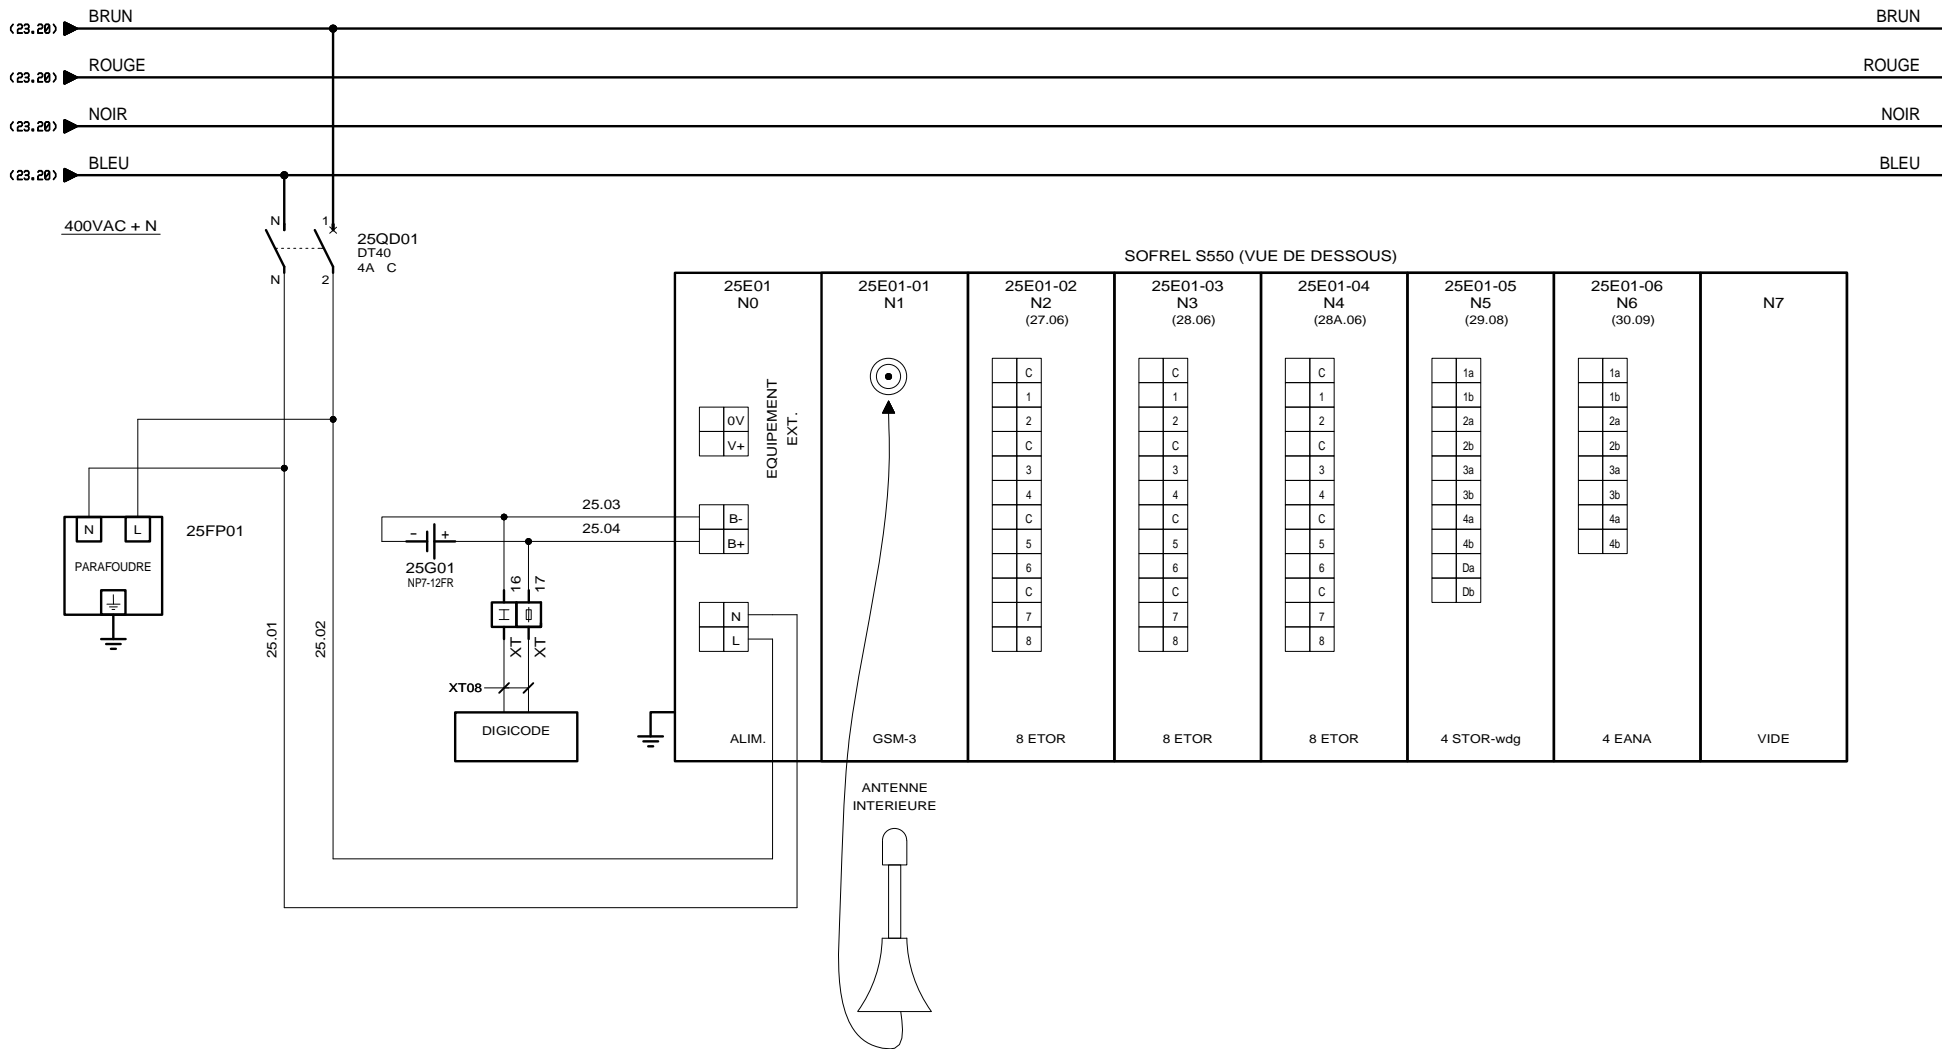 (23.20) BRUN BRUN
(23.20) ROUGE ROUGE
(23.20) NOIR NOIR
(23.20) BLEU BLEU
400VAC + N
N 1
25QD01
DT40
4A C
N 2
SOFREL S550 (VUE DE DESSOUS)
25E01
N0
0V
V+
EQUIPEMENT
EXT.
B-
B+
N
L
ALIM.
25E01-01
N1
GSM-3
25E01-02
N2
(27.06)
C
1
2
C
3
4
C
5
6
C
7
8
8 ETOR
25E01-03
N3
(28.06)
C
1
2
C
3
4
C
5
6
C
7
8
8 ETOR
25E01-04
N4
(28A.06)
C
1
2
C
3
4
C
5
6
C
7
8
8 ETOR
25E01-05
N5
(29.08)
1a
1b
2a
2b
3a
3b
4a
4b
Da
Db
4 STOR-wdg
25E01-06
N6
(30.09)
1a
1b
2a
2b
3a
3b
4a
4b
4 EANA
N7
VIDE
N L
25FP01
PARAFOUDRE
25.01
25.02
25.03
25.04
- +
25G01
NP7-12FR
16
17
XT
XT
XT08
DIGICODE
ANTENNE
INTERIEURE